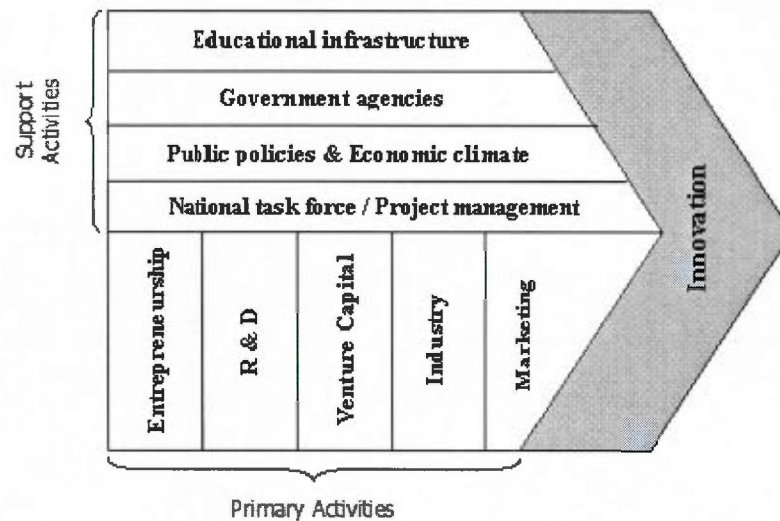 Support
Activities
Educational infrastructure
Government agencies
Public policies & Economic climate
National task force / Project management
Entrepreneurship
R & D
Venture Capital
Industry
Marketing
Innovation
Primary Activities